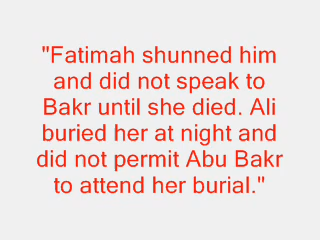 "Fatimah shunned him
and did not speak to
Bakr until she died. Ali
buried her at night and
did not permit Abu Bakr
to attend her burial."